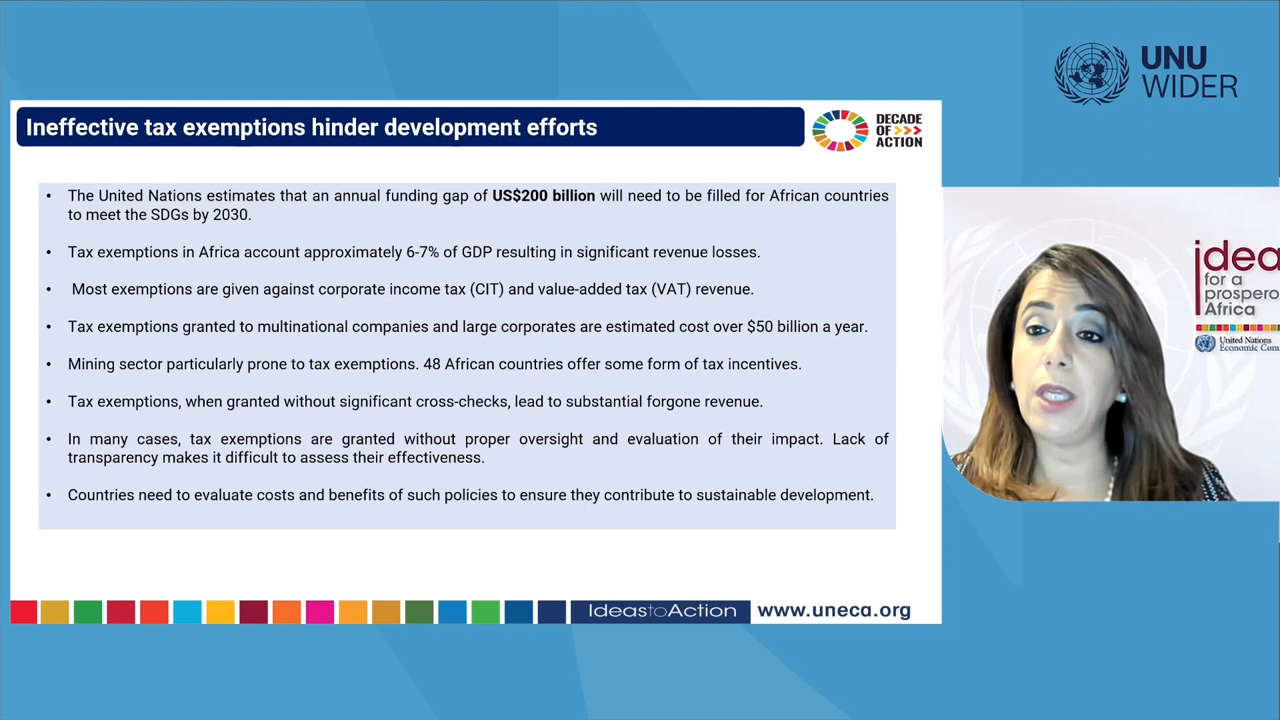 UNU
WIDER
Ineffective tax exemptions hinder development efforts
DECADE
OF >>>
ACTION
• The United Nations estimates that an annual funding gap of US$200 billion will need to be filled for African countries
to meet the SDGs by 2030.
• Tax exemptions in Africa account approximately 6-7% of GDP resulting in significant revenue losses.
• Most exemptions are given against corporate income tax (CIT) and value-added tax (VAT) revenue.
• Tax exemptions granted to multinational companies and large corporates are estimated cost over $50 billion a year.
• Mining sector particularly prone to tax exemptions. 48 African countries offer some form of tax incentives.
• Tax exemptions, when granted without significant cross-checks, lead to substantial forgone revenue.
• In many cases, tax exemptions are granted without proper oversight and evaluation of their impact. Lack of
transparency makes it difficult to assess their effectiveness.
• Countries need to evaluate costs and benefits of such policies to ensure they contribute to sustainable development.
IdeastoAction
www.uneca.org
idea
for a
prospero
Africa
United Nations
Economic Com